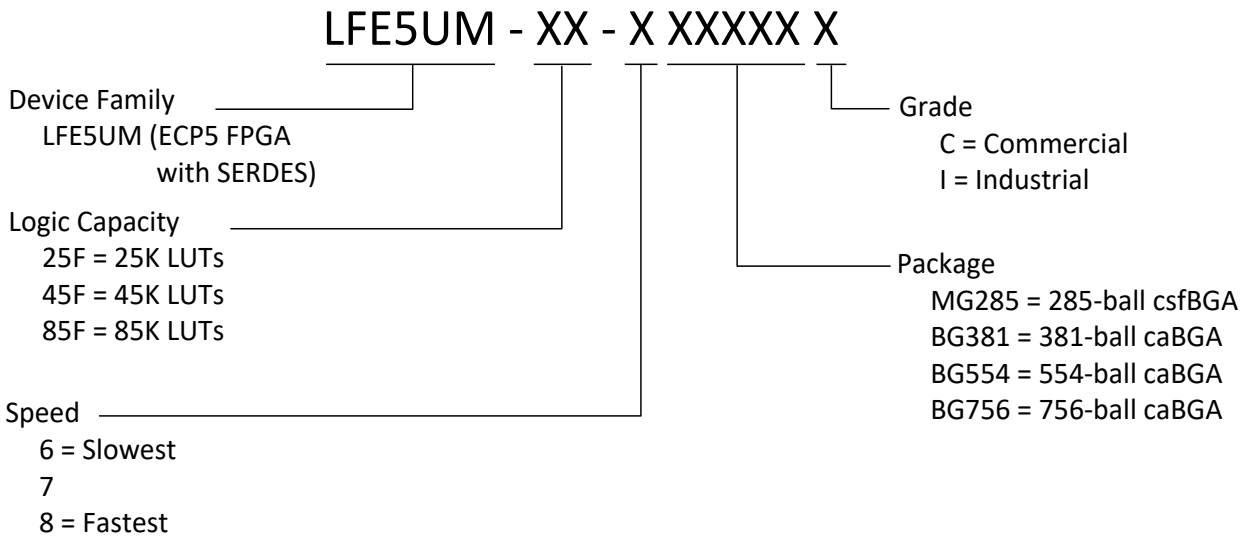 LFE5UM - XX - X XXXXX X
Device Family
LFE5UM (ECP5 FPGA
with SERDES)
Logic Capacity
25F = 25K LUTs
45F = 45K LUTs
85F = 85K LUTs
Speed
6 = Slowest
7
8 = Fastest
Grade
C = Commercial
I = Industrial
Package
MG285 = 285-ball csfBGA
BG381 = 381-ball caBGA
BG554 = 554-ball caBGA
BG756 = 756-ball caBGA